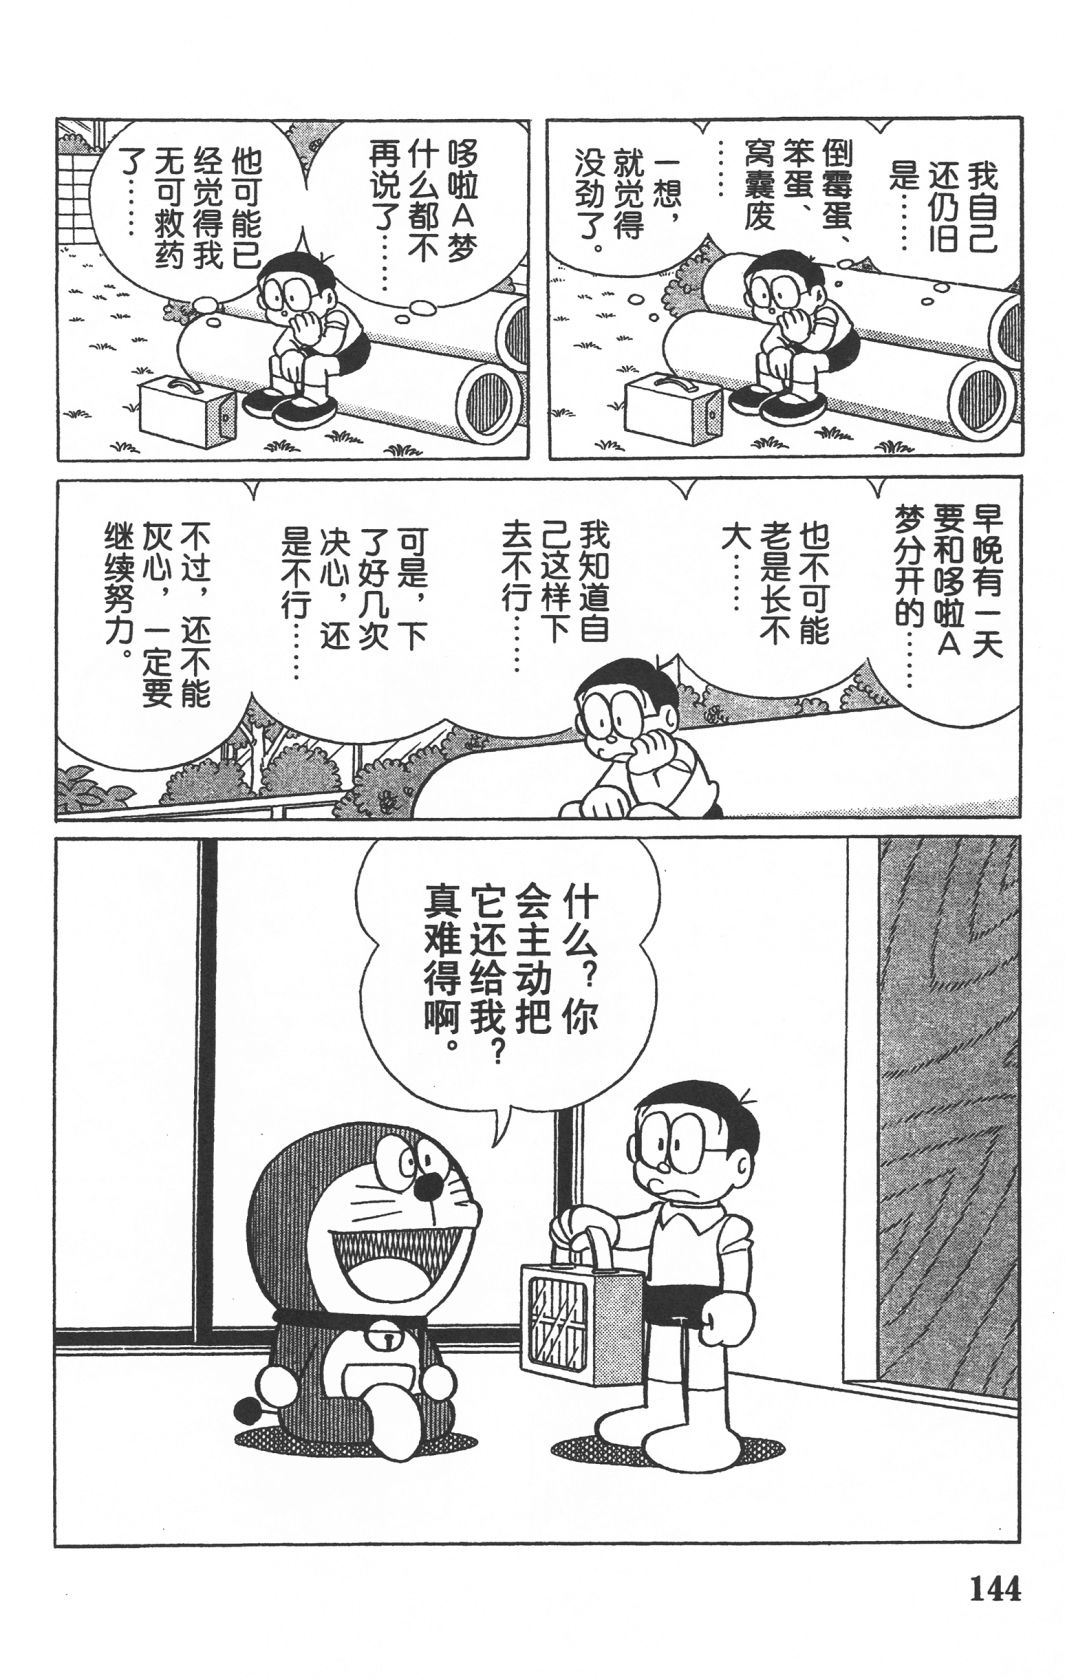 我自己
还仍旧
是……
倒霉蛋、
笨蛋、
窝囊废
……
一想，
就觉得
没劲了。
哆啦A梦
什么都不
再说了……
他可能已
经觉得我
无可救药
了……
早晚有一天
要和哆啦A
梦分开的……
也不可能
老是长不
大……
我知道自
己这样下
去不行……
可是，下
了好几次
决心，还
是不行……
不过，还不能
灰心，一定要
继续努力。
什么？你
会主动把
它还给我？
真难得啊。
144